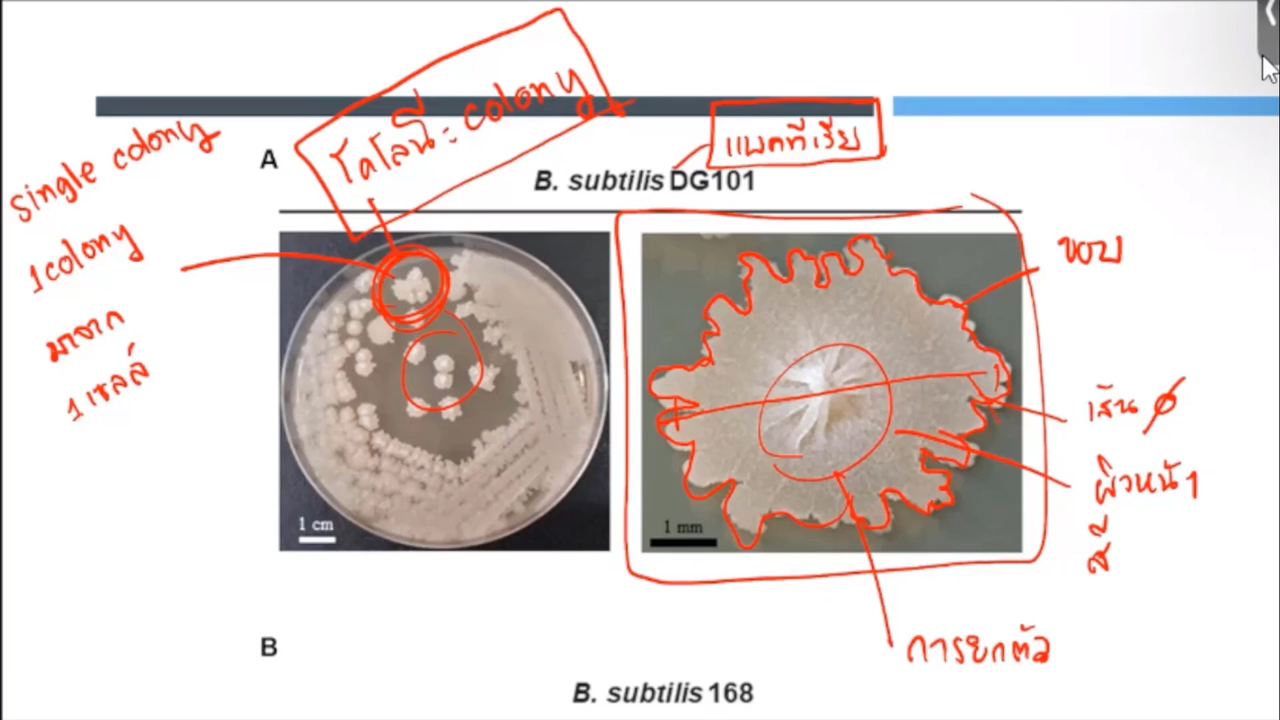 โคโลนี = colony
แบคทีเรีย
A
B. subtilis DG101
single colony
1 colony
มาจาก
1 เซลล์
ขอบ
เส้น ⌀
ผิวหน้า
สี
1 cm
1 mm
การยกตัว
B
B. subtilis 168